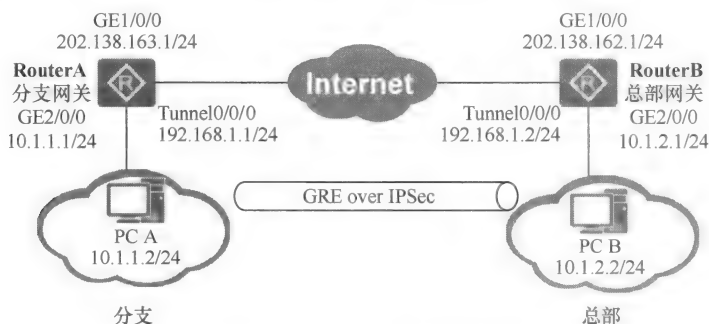 GE1/0/0
202.138.163.1/24
RouterA
分支网关
GE2/0/0
10.1.1.1/24
R
Tunnel0/0/0
192.168.1.1/24
Internet
GE1/0/0
202.138.162.1/24
RouterB
总部网关
GE2/0/0
10.1.2.1/24
R
Tunnel0/0/0
192.168.1.2/24
GRE over IPSec
PC A
10.1.1.2/24
分支
PC B
10.1.2.2/24
总部